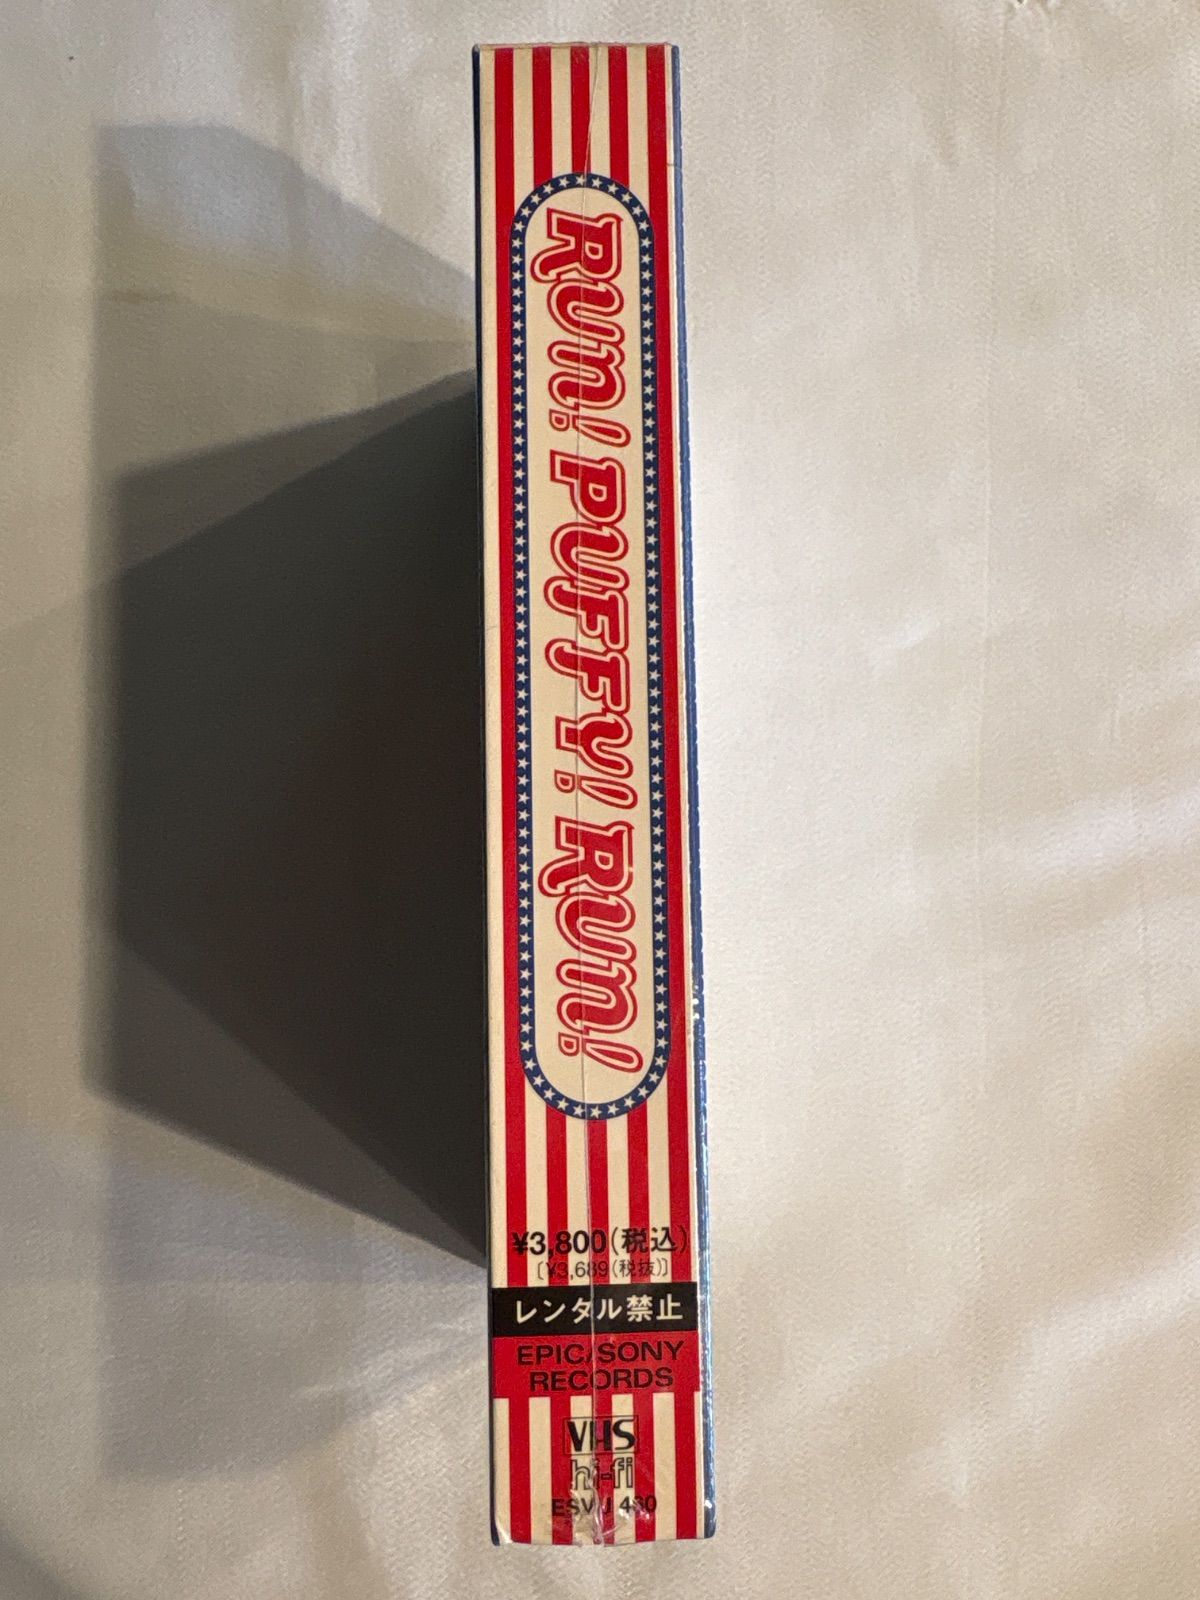 RUN! PUFFY! RUN!
¥3,800(税込)
[¥3,689(税抜)]
レンタル禁止
EPIC/SONY
RECORDS
VHS
hi-fi